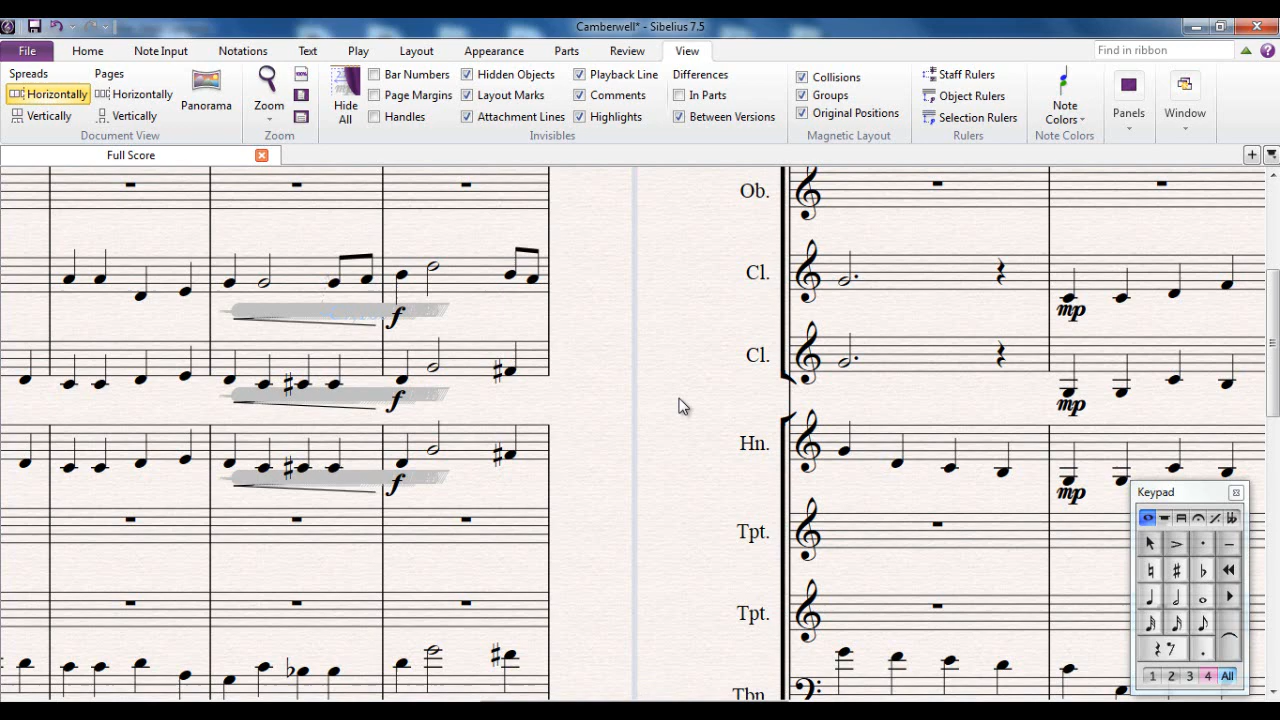 Camberwell* - Sibelius 7.5
File Home Note Input Notations Text Play Layout Appearance Parts Review View Find in ribbon
Spreads Pages Bar Numbers Hidden Objects Playback Line Differences Collisions Staff Rulers
Horizontally Horizontally Page Margins Layout Marks Comments In Parts Groups Object Rulers
Vertically Vertically Panorama Zoom Hide All Handles Attachment Lines Highlights Between Versions Original Positions Selection Rulers Note Colors Panels Window
Document View Zoom Invisibles Magnetic Layout Rulers Note Colors
Full Score
Ob.
Cl.
f mp
Cl.
f mp
Hn.
f mp
Keypad
Tpt.
Tpt.
1 2 3 4 All
Tbn.